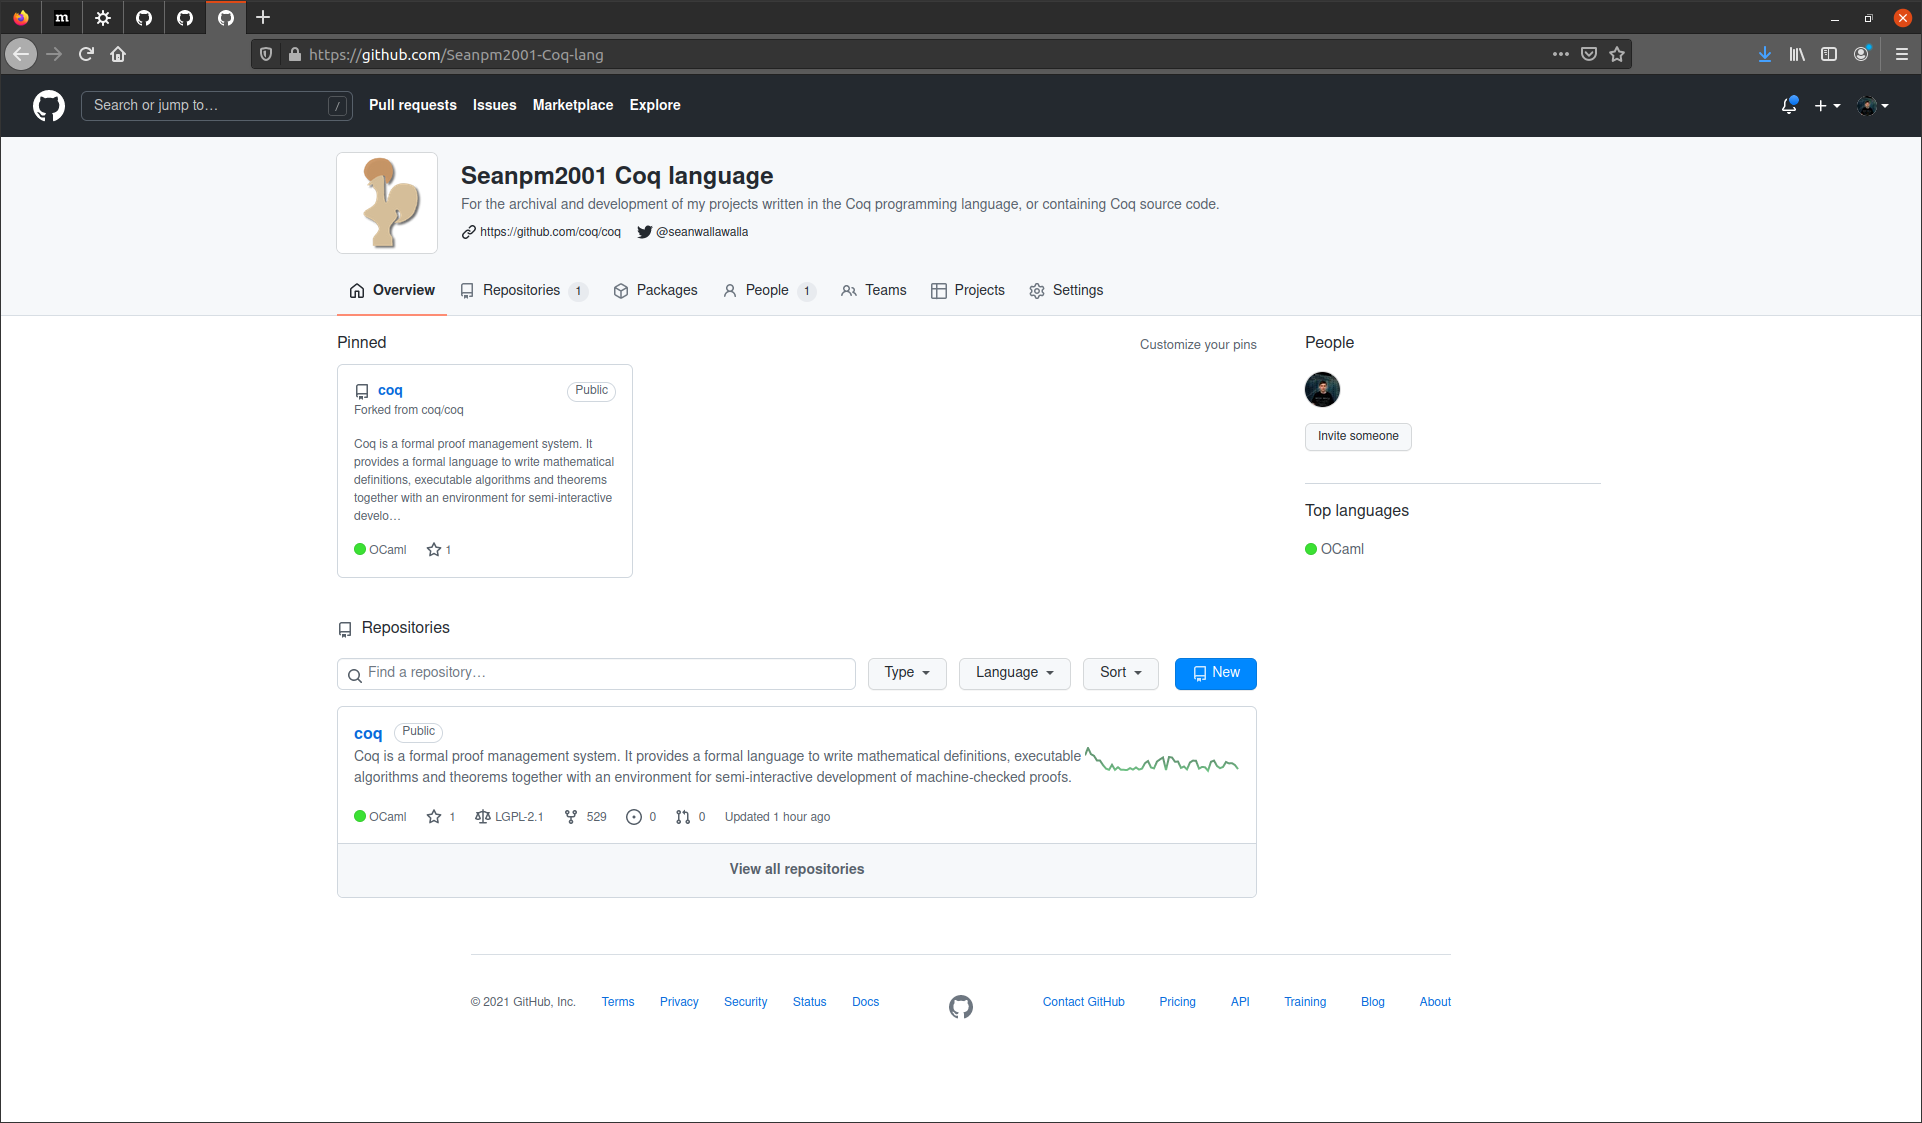 m
https://github.com/Seanpm2001-Coq-lang
Search or jump to… /
Pull requests Issues Marketplace Explore
Seanpm2001 Coq language
For the archival and development of my projects written in the Coq programming language, or containing Coq source code.
https://github.com/coq/coq @seanwallawalla
Overview Repositories 1 Packages People 1 Teams Projects Settings
Pinned Customize your pins
coq Public
Forked from coq/coq
Coq is a formal proof management system. It
provides a formal language to write mathematical
definitions, executable algorithms and theorems
together with an environment for semi-interactive
develo…
OCaml 1
People
Invite someone
Top languages
OCaml
Repositories
Find a repository… Type Language Sort New
coq Public
Coq is a formal proof management system. It provides a formal language to write mathematical definitions, executable
algorithms and theorems together with an environment for semi-interactive development of machine-checked proofs.
OCaml 1 LGPL-2.1 529 0 0 Updated 1 hour ago
View all repositories
© 2021 GitHub, Inc. Terms Privacy Security Status Docs Contact GitHub Pricing API Training Blog About